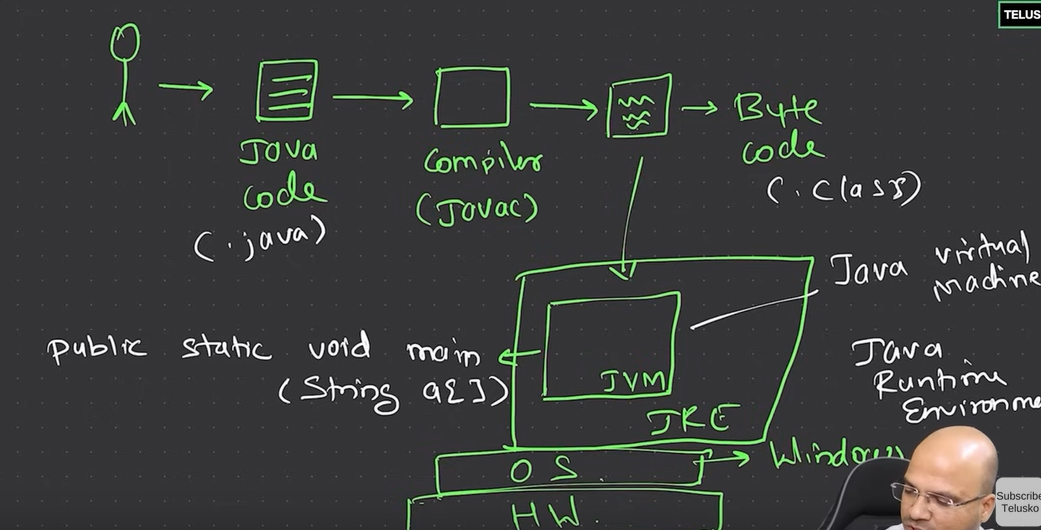 TELUS
Java
code
(.java)
Compiler
(Javac)
Byte
code
(.Class)
Java virtual
Machine
public static void main
(String a[])
JVM
JRE
Java
Runtime
Environme
OS
Windows
HW.
Subscribe
Telusko